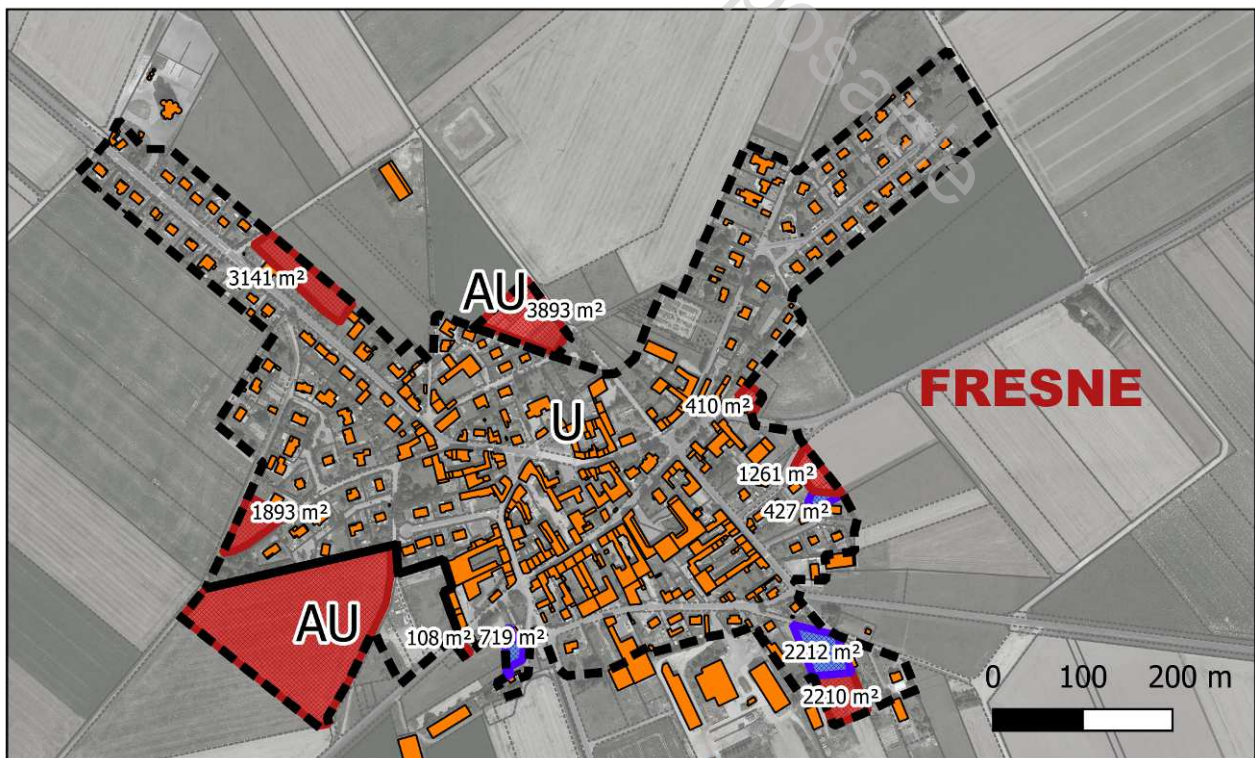 AU
3141 m²
3893 m²
FRESNE
410 m²
U
1261 m²
1893 m²
427 m²
AU
108 m²
719 m²
2212 m²
2210 m²
0 100 200 m